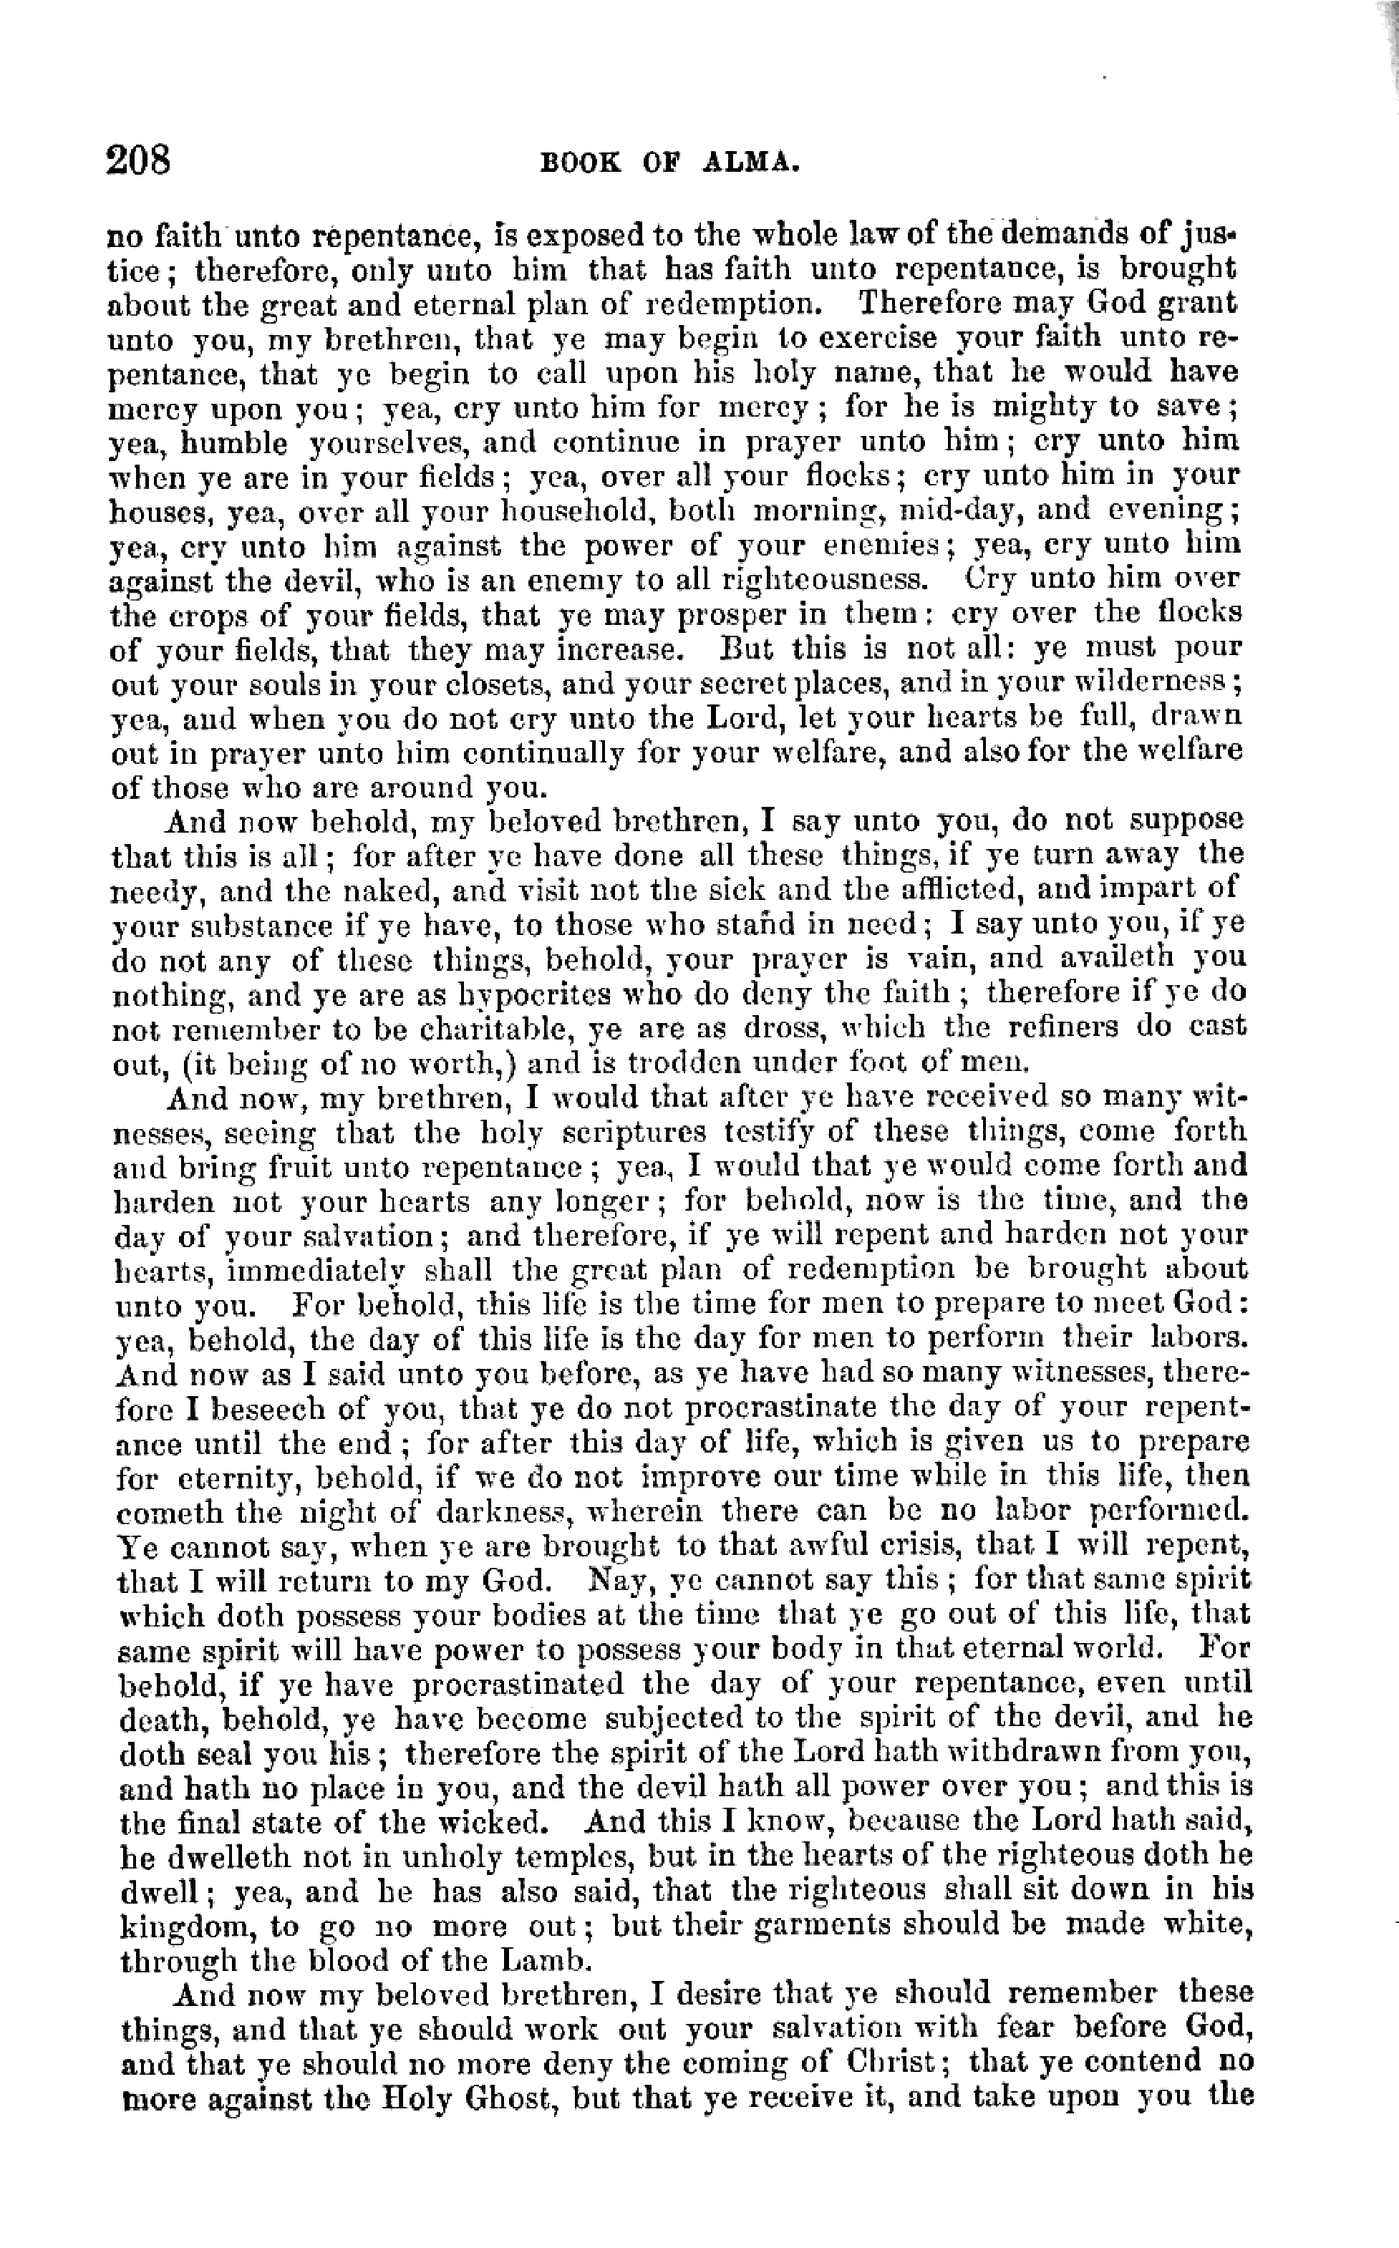 208 BOOK OF ALMA.
no faith unto repentance, is exposed to the whole law of the demands of jus-
tice; therefore, only unto him that has faith unto repentance, is brought
about the great and eternal plan of redemption. Therefore may God grant
unto you, my brethren, that ye may begin to exercise your faith unto re-
pentance, that ye begin to call upon his holy name, that he would have
mercy upon you; yea, cry unto him for mercy; for he is mighty to save;
yea, humble yourselves, and continue in prayer unto him; cry unto him
when ye are in your fields; yea, over all your flocks; cry unto him in your
houses, yea, over all your household, both morning, mid-day, and evening;
yea, cry unto him against the power of your enemies; yea, cry unto him
against the devil, who is an enemy to all righteousness. Cry unto him over
the crops of your fields, that ye may prosper in them: cry over the flocks
of your fields, that they may increase. But this is not all: ye must pour
out your souls in your closets, and your secret places, and in your wilderness;
yea, and when you do not cry unto the Lord, let your hearts be full, drawn
out in prayer unto him continually for your welfare, and also for the welfare
of those who are around you.
And now behold, my beloved brethren, I say unto you, do not suppose
that this is all; for after ye have done all these things, if ye turn away the
needy, and the naked, and visit not the sick and the afflicted, and impart of
your substance if ye have, to those who stand in need; I say unto you, if ye
do not any of these things, behold, your prayer is vain, and availeth you
nothing, and ye are as hypocrites who do deny the faith; therefore if ye do
not remember to be charitable, ye are as dross, which the refiners do cast
out, (it being of no worth,) and is trodden under foot of men.
And now, my brethren, I would that after ye have received so many wit-
nesses, seeing that the holy scriptures testify of these things, come forth
and bring fruit unto repentance; yea, I would that ye would come forth and
harden not your hearts any longer; for behold, now is the time, and the
day of your salvation; and therefore, if ye will repent and harden not your
hearts, immediately shall the great plan of redemption be brought about
unto you. For behold, this life is the time for men to prepare to meet God:
yea, behold, the day of this life is the day for men to perform their labors.
And now as I said unto you before, as ye have had so many witnesses, there-
fore I beseech of you, that ye do not procrastinate the day of your repent-
ance until the end; for after this day of life, which is given us to prepare
for eternity, behold, if we do not improve our time while in this life, then
cometh the night of darkness, wherein there can be no labor performed.
Ye cannot say, when ye are brought to that awful crisis, that I will repent,
that I will return to my God. Nay, ye cannot say this; for that same spirit
which doth possess your bodies at the time that ye go out of this life, that
same spirit will have power to possess your body in that eternal world. For
behold, if ye have procrastinated the day of your repentance, even until
death, behold, ye have become subjected to the spirit of the devil, and he
doth seal you his; therefore the spirit of the Lord hath withdrawn from you,
and hath no place in you, and the devil hath all power over you; and this is
the final state of the wicked. And this I know, because the Lord hath said,
he dwelleth not in unholy temples, but in the hearts of the righteous doth he
dwell; yea, and he has also said, that the righteous shall sit down in his
kingdom, to go no more out; but their garments should be made white,
through the blood of the Lamb.
And now my beloved brethren, I desire that ye should remember these
things, and that ye should work out your salvation with fear before God,
and that ye should no more deny the coming of Christ; that ye contend no
more against the Holy Ghost, but that ye receive it, and take upon you the